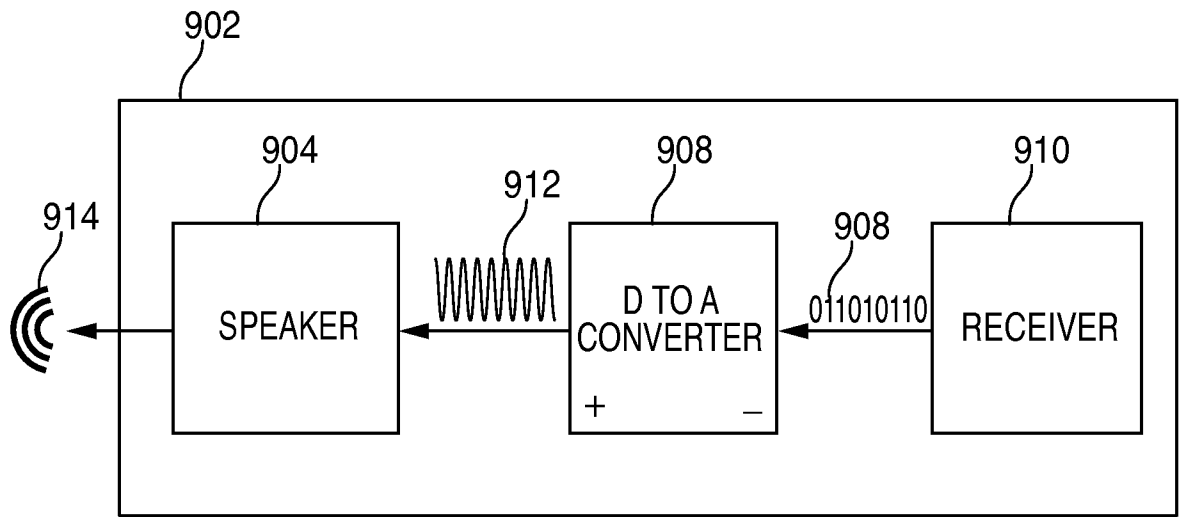 902
904
908
910
912
914
908
011010110
SPEAKER
D TO A
CONVERTER
+ –
RECEIVER